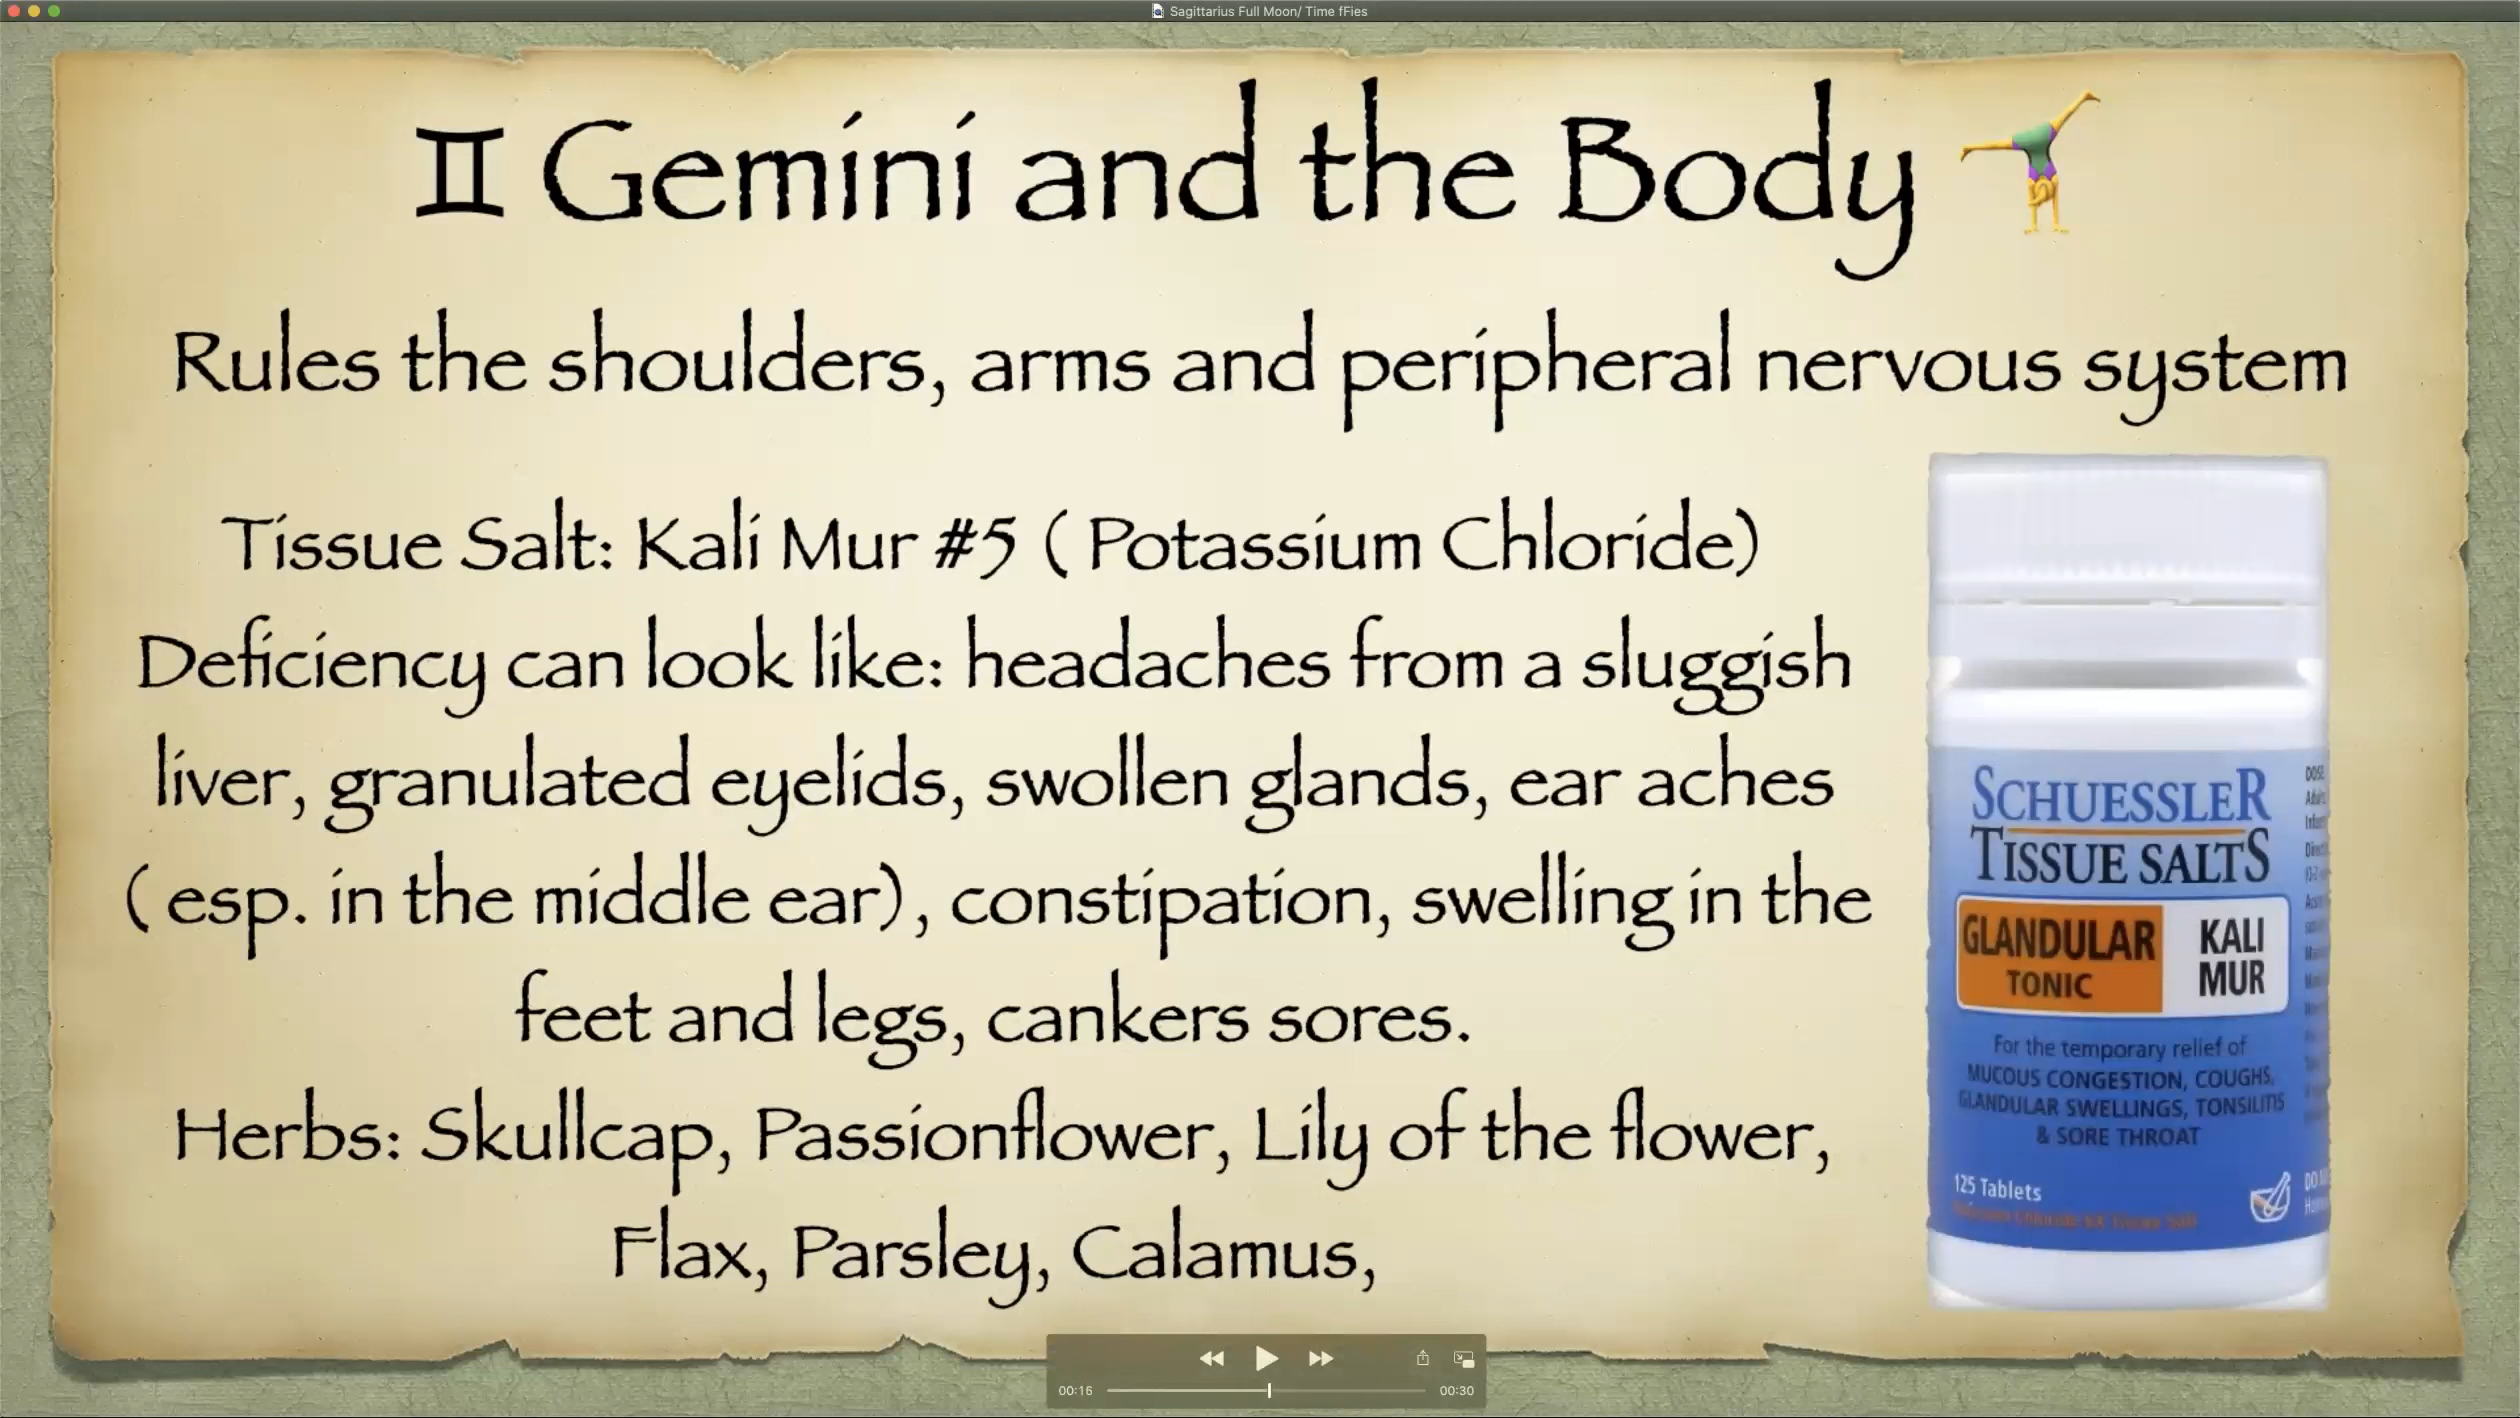 Sagittarius Full Moon/ Time fFies
♊ Gemini and the Body
Rules the shoulders, arms and peripheral nervous system
Tissue Salt: Kali Mur #5 ( Potassium Chloride)
Deficiency can look like: headaches from a sluggish
liver, granulated eyelids, swollen glands, ear aches
( esp. in the middle ear), constipation, swelling in the
feet and legs, cankers sores.
Herbs: Skullcap, Passionflower, Lily of the flower,
Flax, Parsley, Calamus,
SCHUESSLER
TISSUE SALTS
GLANDULAR
TONIC
KALI
MUR
For the temporary relief of
MUCOUS CONGESTION, COUGHS,
GLANDULAR SWELLINGS, TONSILITIS
& SORE THROAT
125 Tablets
00:16
00:30